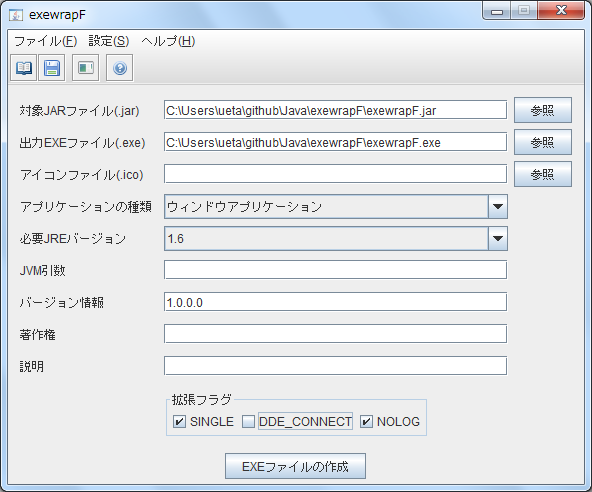 exewrapF
ファイル(F) 設定(S) ヘルプ(H)
対象JARファイル(.jar) C:\Users\ueta\github\Java\exewrapF\exewrapF.jar 参照
出力EXEファイル(.exe) C:\Users\ueta\github\Java\exewrapF\exewrapF.exe 参照
アイコンファイル(.ico) 参照
アプリケーションの種類 ウィンドウアプリケーション
必要JREバージョン 1.6
JVM引数
バージョン情報 1.0.0.0
著作権
説明
拡張フラグ
SINGLE DDE_CONNECT NOLOG
EXEファイルの作成